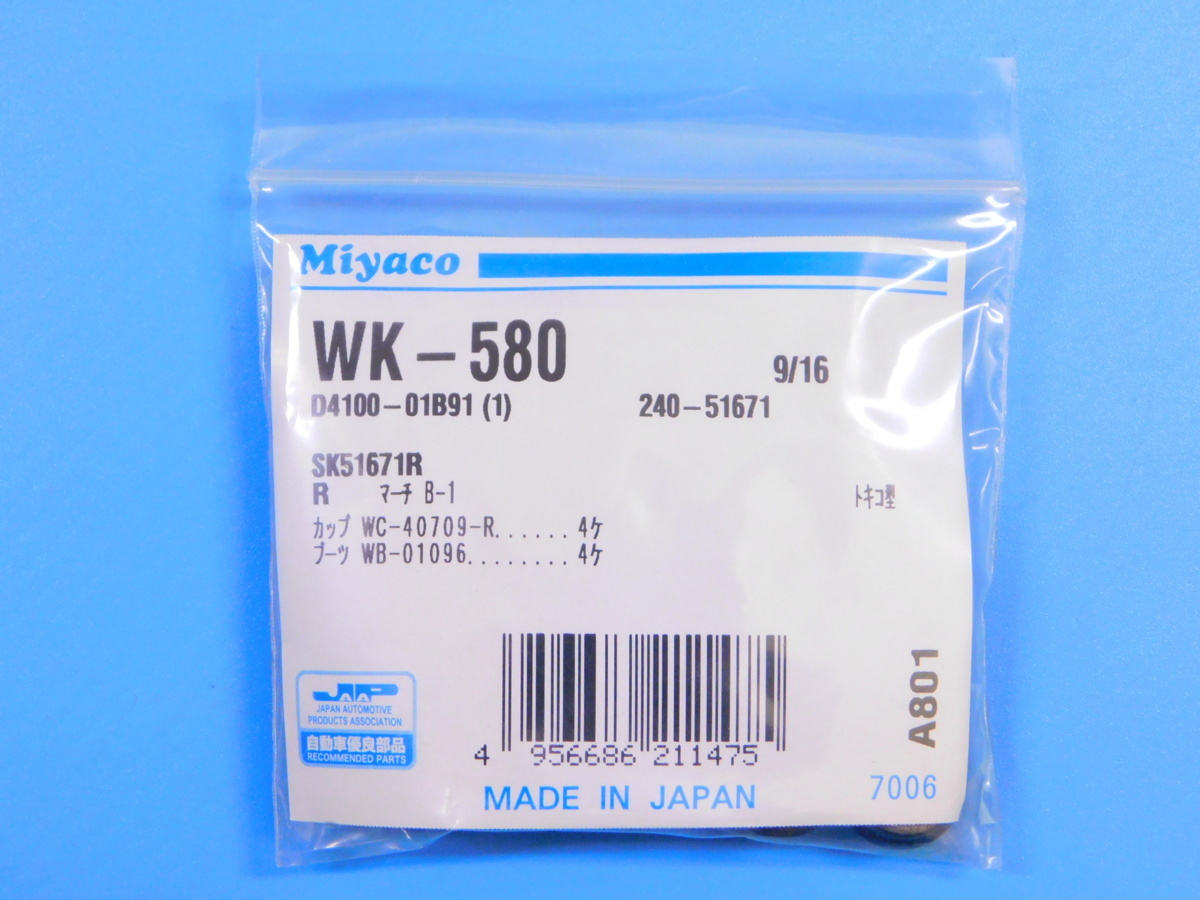 Miyaco
WK-580 9/16
D4100-01B91 (1) 240-51671
SK51671R
R マーチ B-1 トキコ型
カップ WC-40709-R...... 4ケ
ブーツ WB-01096........ 4ケ
A801
JAPAN AUTOMOTIVE
PRODUCTS ASSOCIATION
自動車優良部品
RECOMMENDED PARTS
4 956686 211475
MADE IN JAPAN
7006